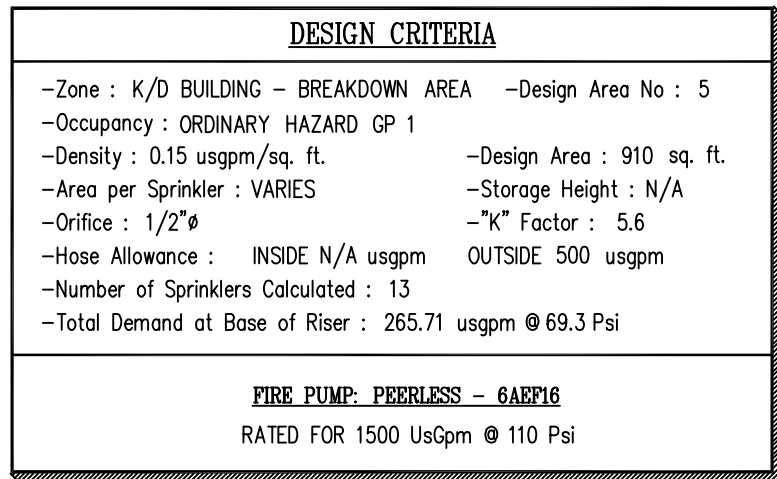 DESIGN CRITERIA
-Zone : K/D BUILDING - BREAKDOWN AREA -Design Area No : 5
-Occupancy : ORDINARY HAZARD GP 1
-Density : 0.15 usgpm/sq. ft. -Design Area : 910 sq. ft.
-Area per Sprinkler : VARIES -Storage Height : N/A
-Orifice : 1/2"ø -"K" Factor : 5.6
-Hose Allowance : INSIDE N/A usgpm OUTSIDE 500 usgpm
-Number of Sprinklers Calculated : 13
-Total Demand at Base of Riser : 265.71 usgpm @ 69.3 Psi
FIRE PUMP: PEERLESS - 6AEF16
RATED FOR 1500 UsGpm @ 110 Psi